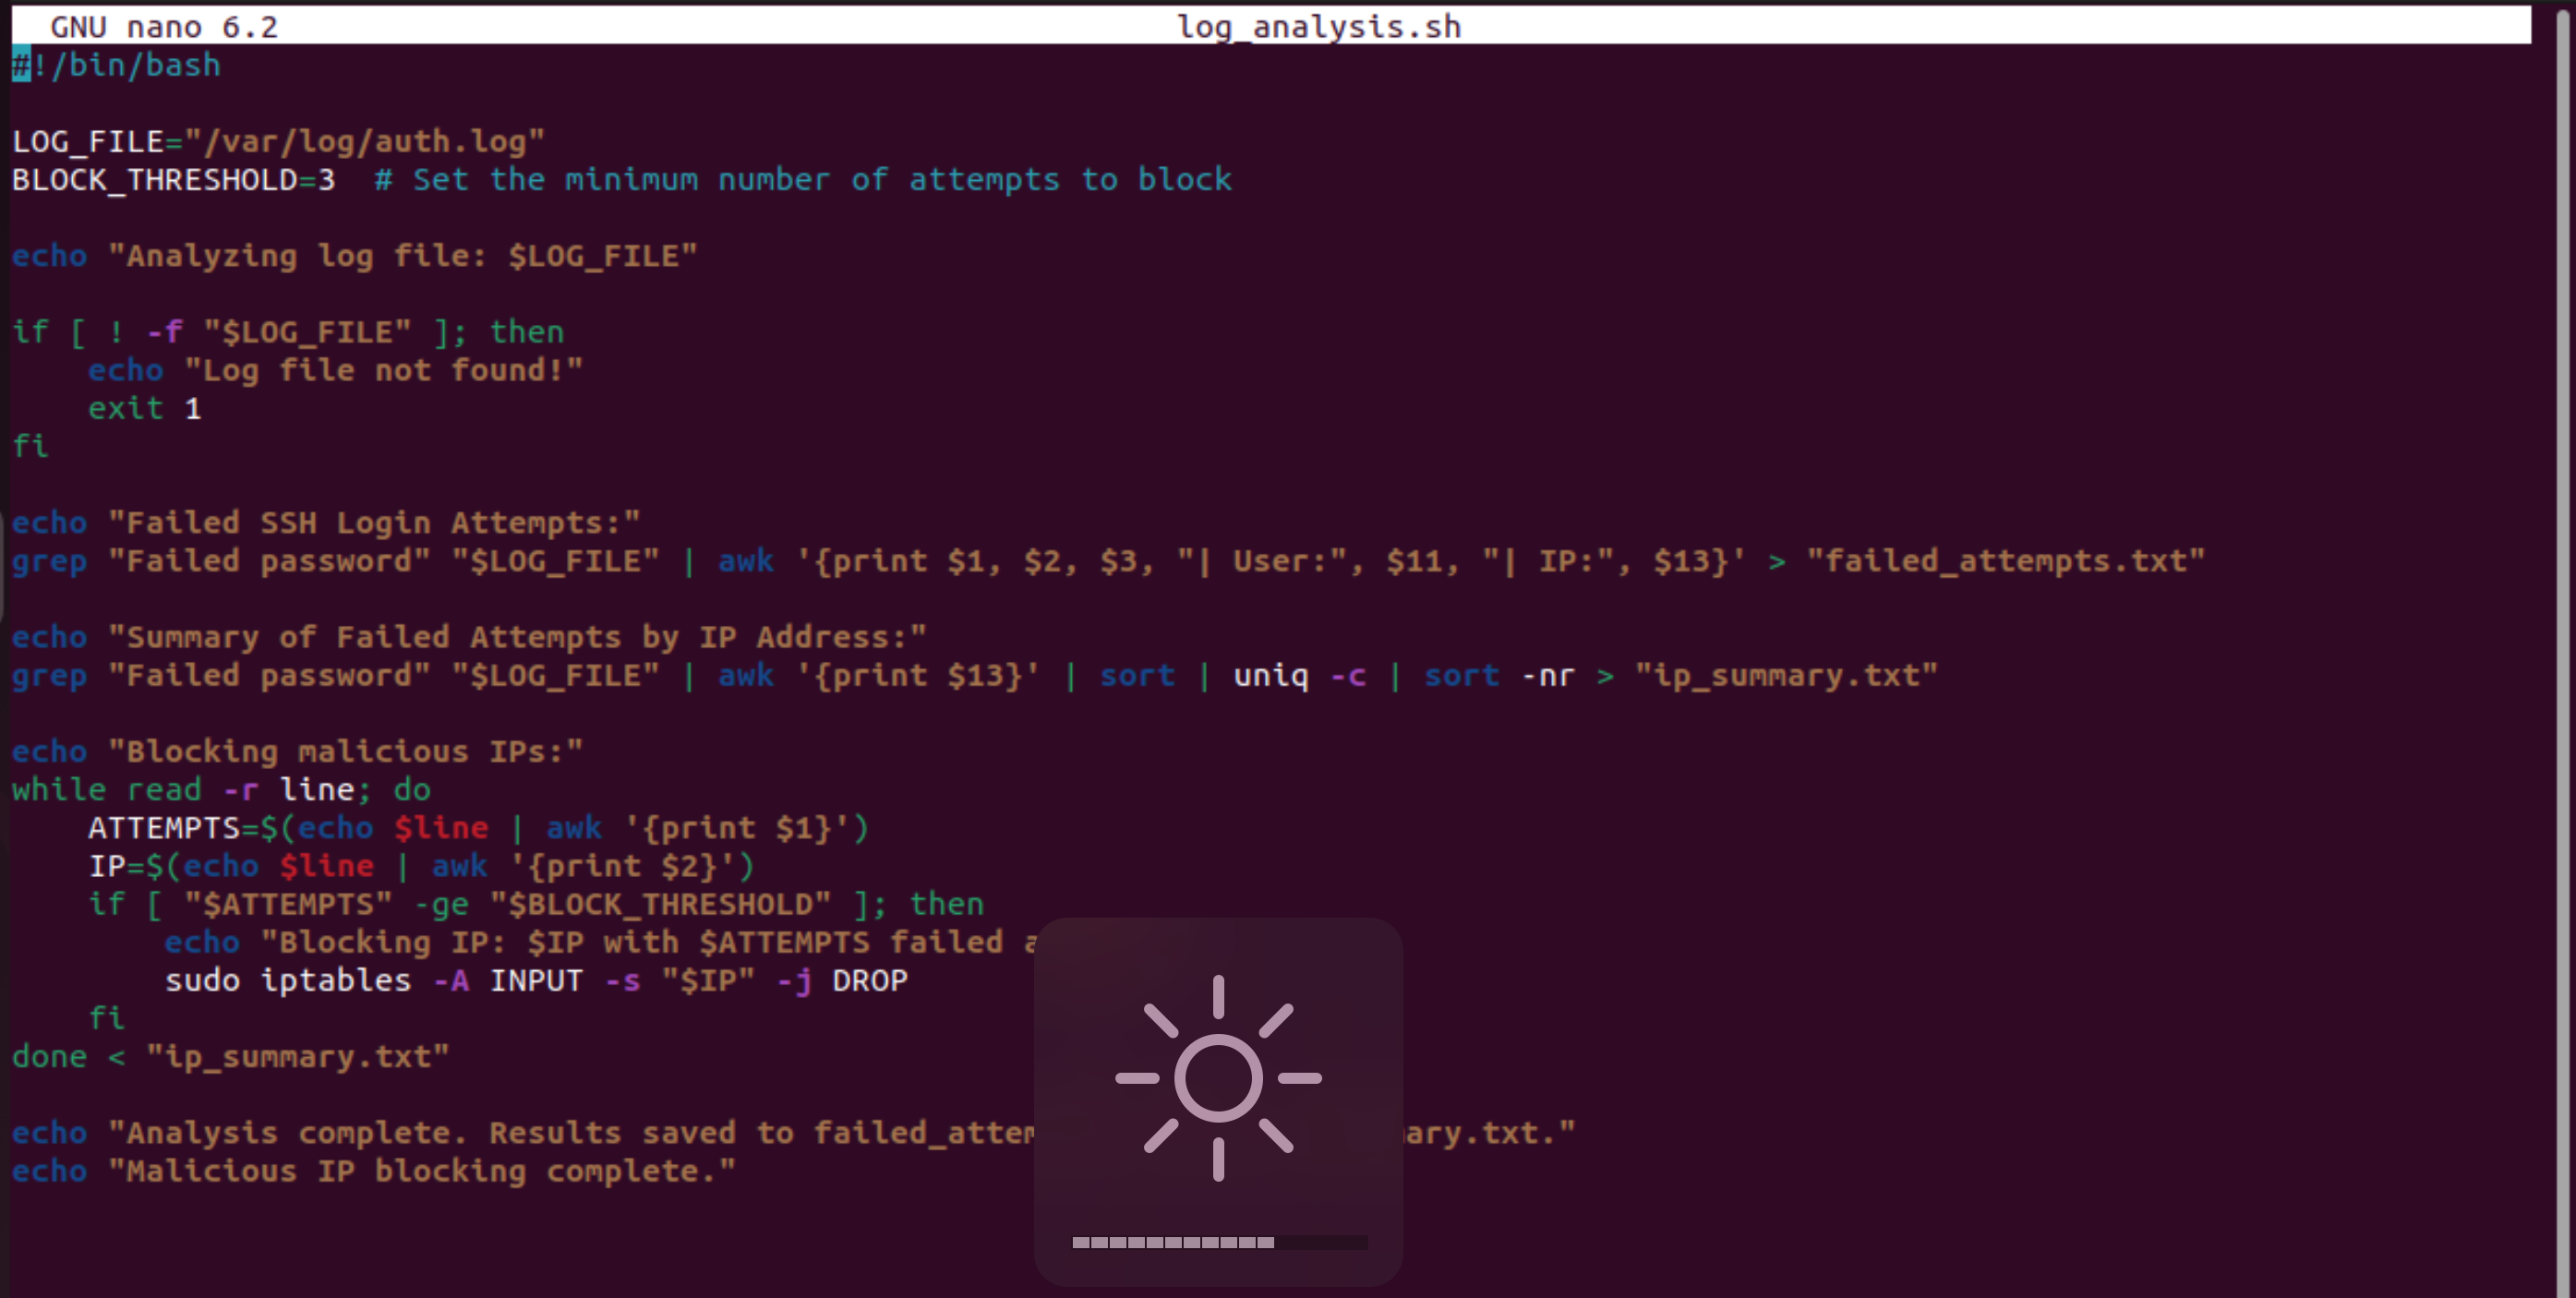 GNU nano 6.2 log_analysis.sh
#!/bin/bash
LOG_FILE="/var/log/auth.log"
BLOCK_THRESHOLD=3  # Set the minimum number of attempts to block
echo "Analyzing log file: $LOG_FILE"
if [ ! -f "$LOG_FILE" ]; then
    echo "Log file not found!"
    exit 1
fi
echo "Failed SSH Login Attempts:"
grep "Failed password" "$LOG_FILE" | awk '{print $1, $2, $3, "| User:", $11, "| IP:", $13}' > "failed_attempts.txt"
echo "Summary of Failed Attempts by IP Address:"
grep "Failed password" "$LOG_FILE" | awk '{print $13}' | sort | uniq -c | sort -nr > "ip_summary.txt"
echo "Blocking malicious IPs:"
while read -r line; do
    ATTEMPTS=$(echo $line | awk '{print $1}')
    IP=$(echo $line | awk '{print $2}')
    if [ "$ATTEMPTS" -ge "$BLOCK_THRESHOLD" ]; then
        echo "Blocking IP: $IP with $ATTEMPTS failed
        sudo iptables -A INPUT -s "$IP" -j DROP
    fi
done < "ip_summary.txt"
echo "Analysis complete. Results saved to failed_attem ary.txt."
echo "Malicious IP blocking complete."